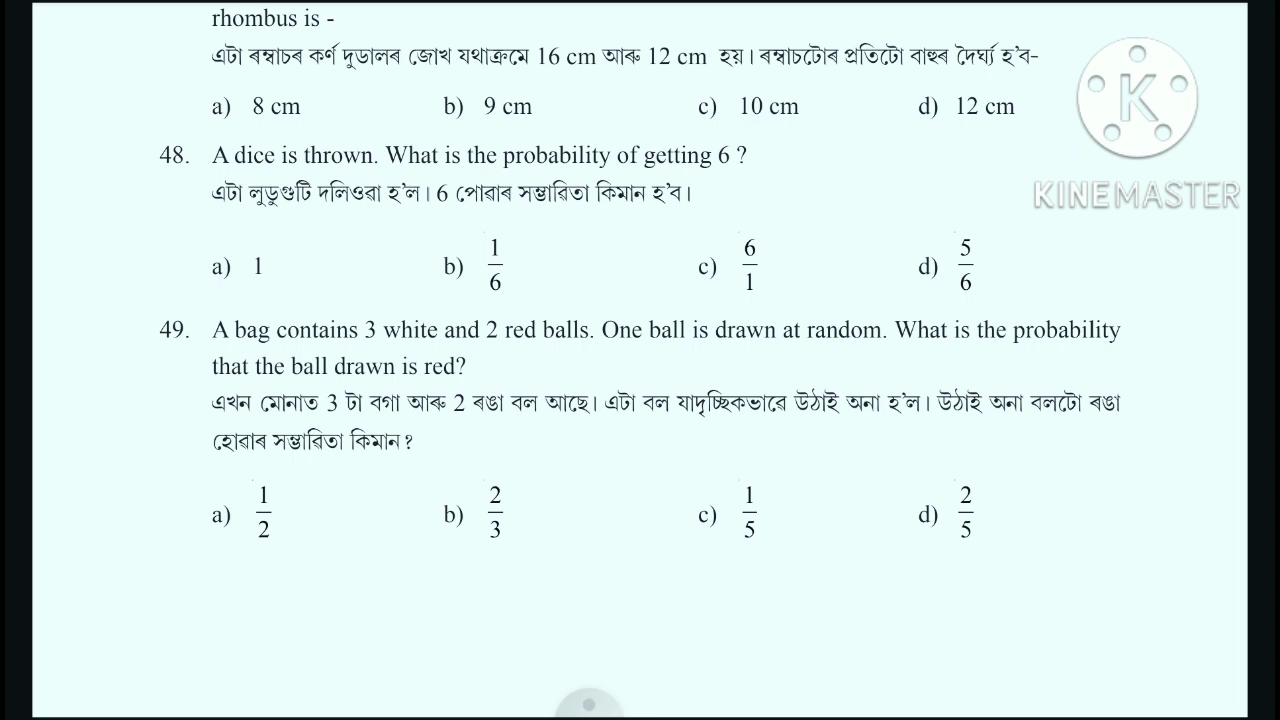 rhombus is -
এটা ৰম্বাচৰ কৰ্ণ দুডালৰ জোখ যথাক্ৰমে 16 cm আৰু 12 cm হয়। ৰম্বাচটোৰ প্ৰতিটো বাহুৰ দৈৰ্ঘ্য হ’ব-
a) 8 cm b) 9 cm c) 10 cm d) 12 cm
48. A dice is thrown. What is the probability of getting 6 ?
এটা লুডুগুটি দলিওৱা হ’ল। 6 পোৱাৰ সম্ভাৱিতা কিমান হ’ব।
a) 1 b) 1/6 c) 6/1 d) 5/6
49. A bag contains 3 white and 2 red balls. One ball is drawn at random. What is the probability
that the ball drawn is red?
এখন মোনাত 3 টা বগা আৰু 2 ৰঙা বল আছে। এটা বল যাদৃচ্ছিকভাৱে উঠাই অনা হ’ল। উঠাই অনা বলটো ৰঙা
হোৱাৰ সম্ভাৱিতা কিমান?
a) 1/2 b) 2/3 c) 1/5 d) 2/5
K
KINEMASTER